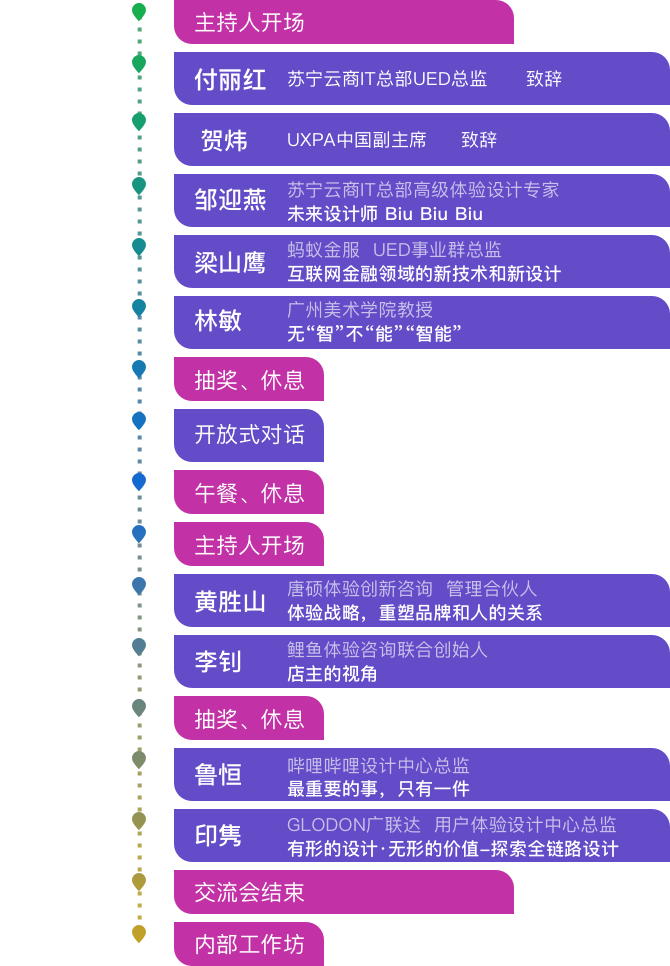 主持人开场
付丽红 苏宁云商IT总部UED总监 致辞
贺炜 UXPA中国副主席 致辞
邹迎燕 苏宁云商IT总部高级体验设计专家
未来设计师 Biu Biu Biu
梁山鹰 蚂蚁金服 UED事业群总监
互联网金融领域的新技术和新设计
林敏 广州美术学院教授
无“智”不“能”“智能”
抽奖、休息
开放式对话
午餐、休息
主持人开场
黄胜山 唐硕体验创新咨询 管理合伙人
体验战略，重塑品牌和人的关系
李钊 鲤鱼体验咨询联合创始人
店主的视角
抽奖、休息
鲁恒 哔哩哔哩设计中心总监
最重要的事，只有一件
印隽 GLODON广联达 用户体验设计中心总监
有形的设计·无形的价值-探索全链路设计
交流会结束
内部工作坊